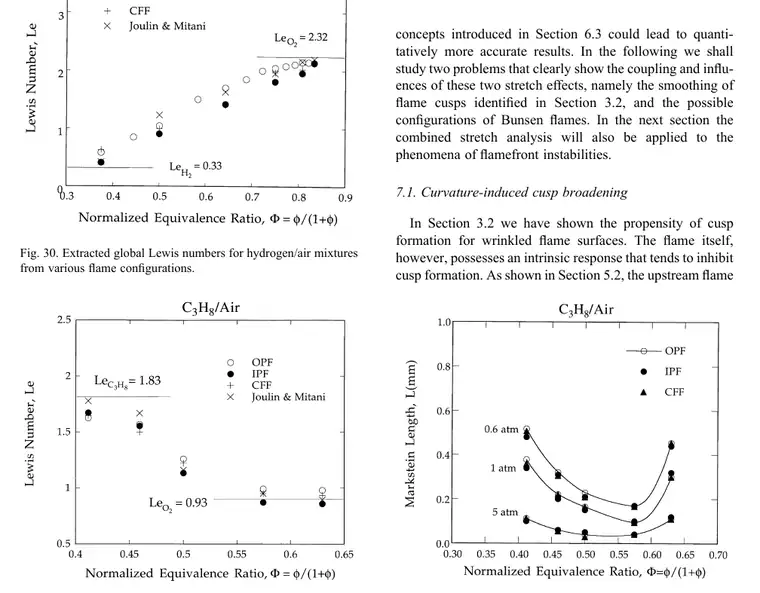 3
2
1
0
Lewis Number, Le
+ CFF
× Joulin & Mitani
Le_O2 = 2.32
Le_H2 = 0.33
0.3 0.4 0.5 0.6 0.7 0.8 0.9
Normalized Equivalence Ratio, Φ = ϕ/(1+ϕ)
Fig. 30. Extracted global Lewis numbers for hydrogen/air mixtures
from various flame configurations.
C3H8/Air
2.5
2
1.5
1
0.5
Lewis Number, Le
○ OPF
● IPF
+ CFF
× Joulin & Mitani
Le_C3H8 = 1.83
Le_O2 = 0.93
0.4 0.45 0.5 0.55 0.6 0.65
Normalized Equivalence Ratio, Φ = ϕ/(1+ϕ)
concepts introduced in Section 6.3 could lead to quanti-
tatively more accurate results. In the following we shall
study two problems that clearly show the coupling and influ-
ences of these two stretch effects, namely the smoothing of
flame cusps identified in Section 3.2, and the possible
configurations of Bunsen flames. In the next section the
combined stretch analysis will also be applied to the
phenomena of flamefront instabilities.
7.1. Curvature-induced cusp broadening
In Section 3.2 we have shown the propensity of cusp
formation for wrinkled flame surfaces. The flame itself,
however, possesses an intrinsic response that tends to inhibit
cusp formation. As shown in Section 5.2, the upstream flame
C3H8/Air
1.0
0.8
0.6
0.4
0.2
0.0
Markstein Length, L(mm)
OPF
IPF
CFF
0.6 atm
1 atm
5 atm
0.30 0.35 0.40 0.45 0.50 0.55 0.60 0.65 0.70
Normalized Equivalence Ratio, Φ=ϕ/(1+ϕ)